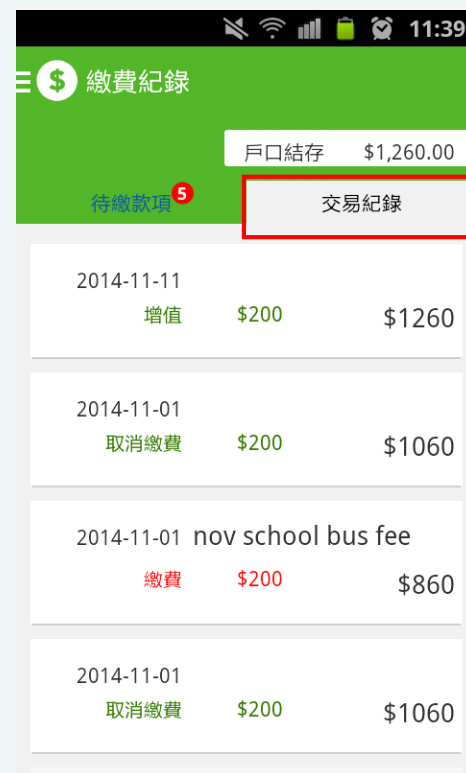 11:39
$ 繳費紀錄
戶口結存 $1,260.00
待繳款項 5 交易紀錄
2014-11-11
增值 $200 $1260
2014-11-01
取消繳費 $200 $1060
2014-11-01 nov school bus fee
繳費 $200 $860
2014-11-01
取消繳費 $200 $1060